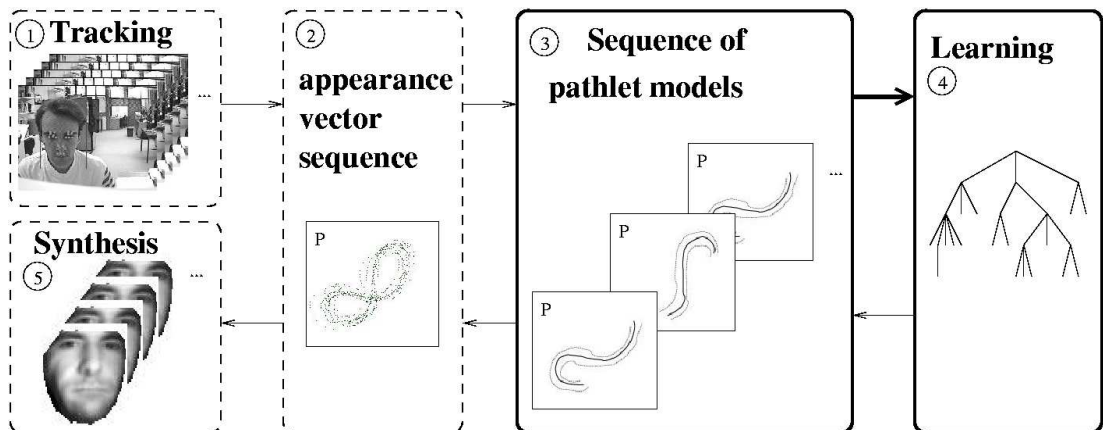 1 Tracking
...
2
appearance
vector
sequence
P
3 Sequence of
pathlet models
P
P
P
...
Learning
4
Synthesis
5
...